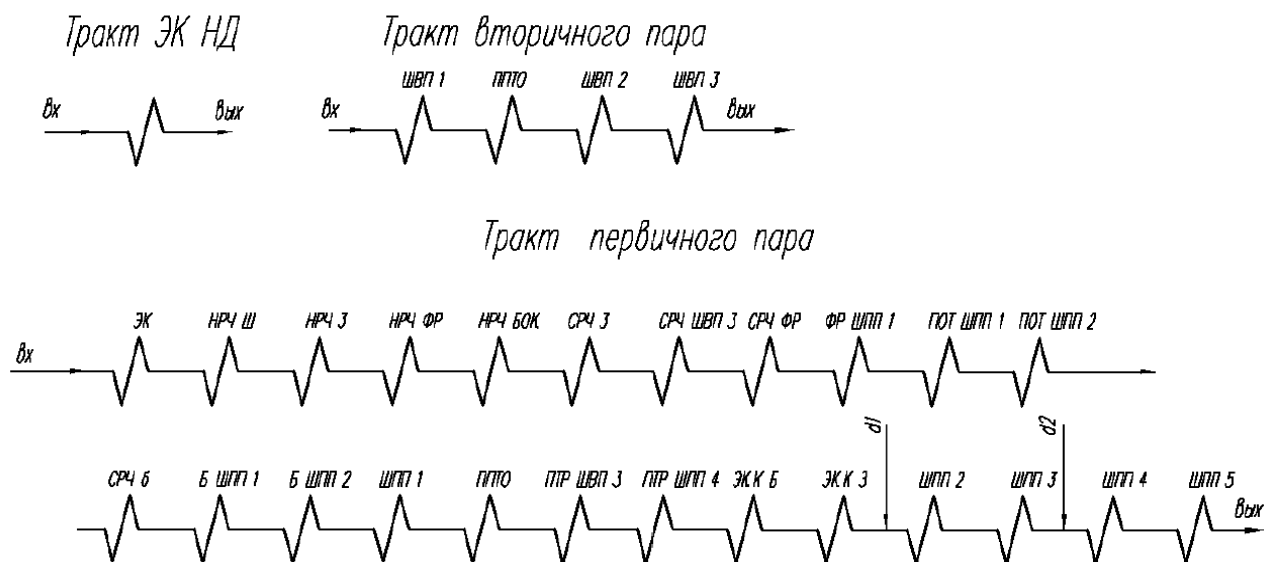 Тракт ЭК НД
Тракт вторичного пара
ШВП 1 ППТО ШВП 2 ШВП 3
Вх Вых Вх Вых
Тракт первичного пара
ЭК НРЧ Ш НРЧ З НРЧ ФР НРЧ БОК СРЧ З СРЧ ШВП 3 СРЧ ФР ФР ШПП 1 ПОТ ШПП 1 ПОТ ШПП 2
Вх
d1 d2
СРЧ б Б ШПП 1 Б ШПП 2 ШПП 1 ППТО ПТР ШВП 3 ПТР ШПП 4 ЭК К Б ЭК К З ШПП 2 ШПП 3 ШПП 4 ШПП 5
Вых